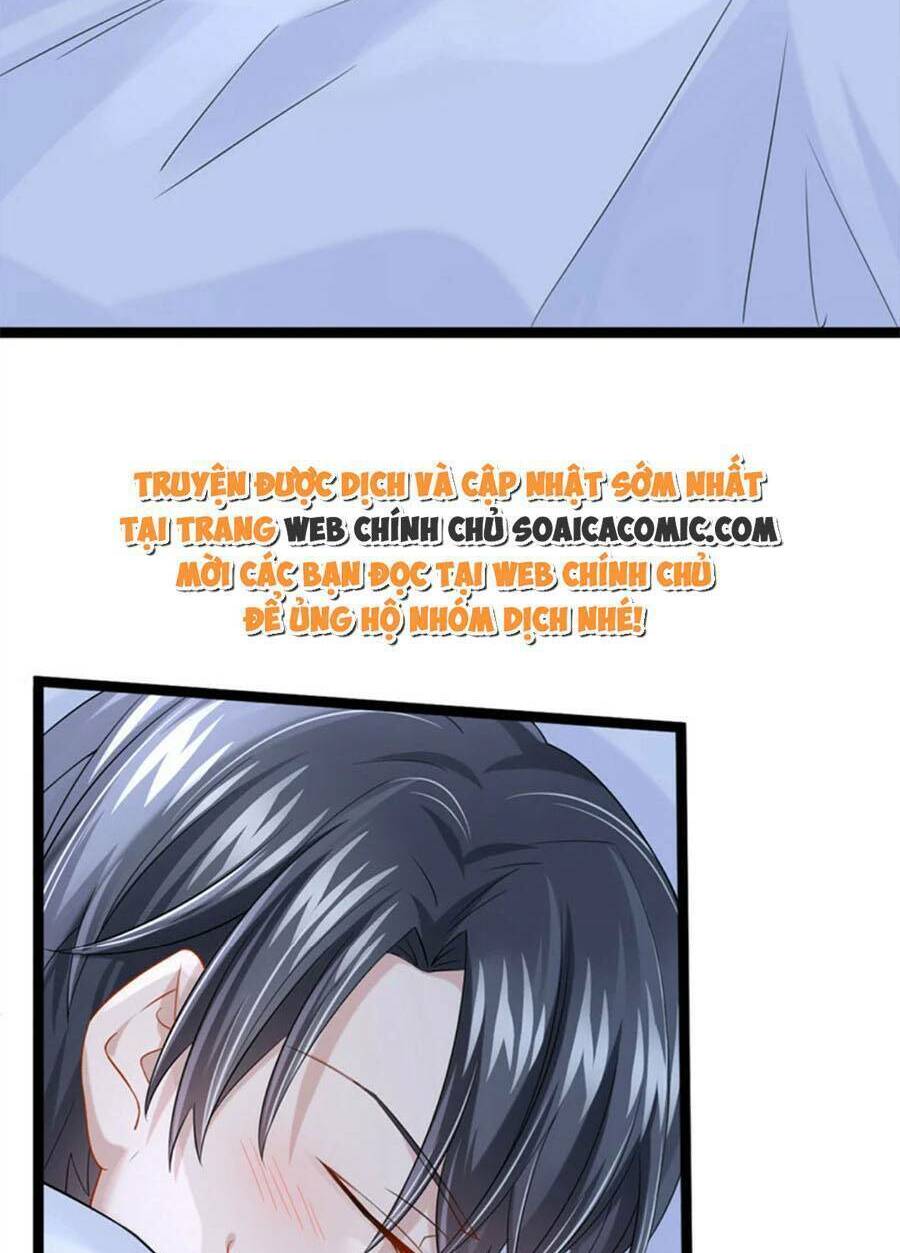 TRUYỆN ĐƯỢC DỊCH VÀ CẬP NHẬT SỚM NHẤT
TẠI TRANG WEB CHÍNH CHỦ SOAICACOMIC.COM
MỜI CÁC BẠN ĐỌC TẠI WEB CHÍNH CHỦ
ĐỂ ỦNG HỘ NHÓM DỊCH NHÉ!